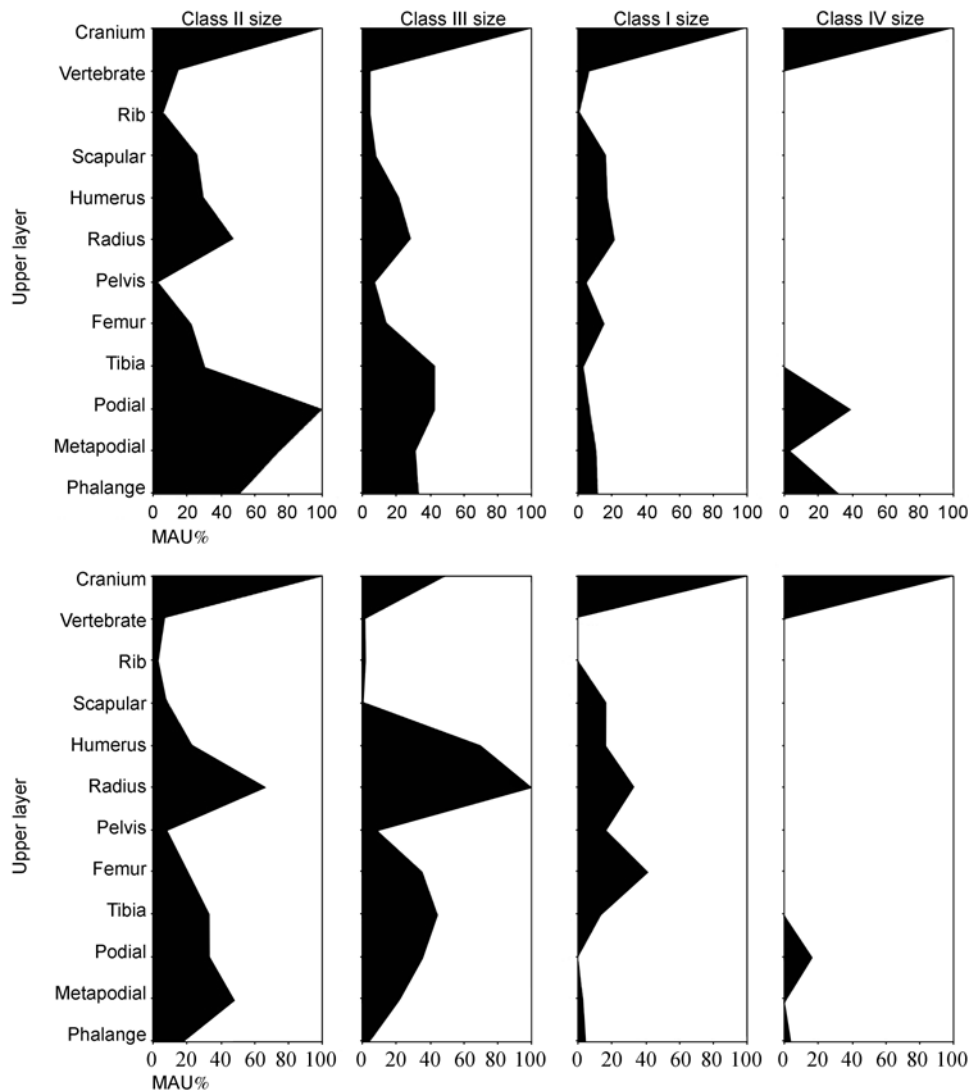 Class II size Class III size Class I size Class IV size
Upper layer
Cranium
Vertebrate
Rib
Scapular
Humerus
Radius
Pelvis
Femur
Tibia
Podial
Metapodial
Phalange
0 20 40 60 80 100 0 20 40 60 80 100 0 20 40 60 80 100 0 20 40 60 80 100
MAU%
Upper layer
Cranium
Vertebrate
Rib
Scapular
Humerus
Radius
Pelvis
Femur
Tibia
Podial
Metapodial
Phalange
0 20 40 60 80 100 0 20 40 60 80 100 0 20 40 60 80 100 0 20 40 60 80 100
MAU%